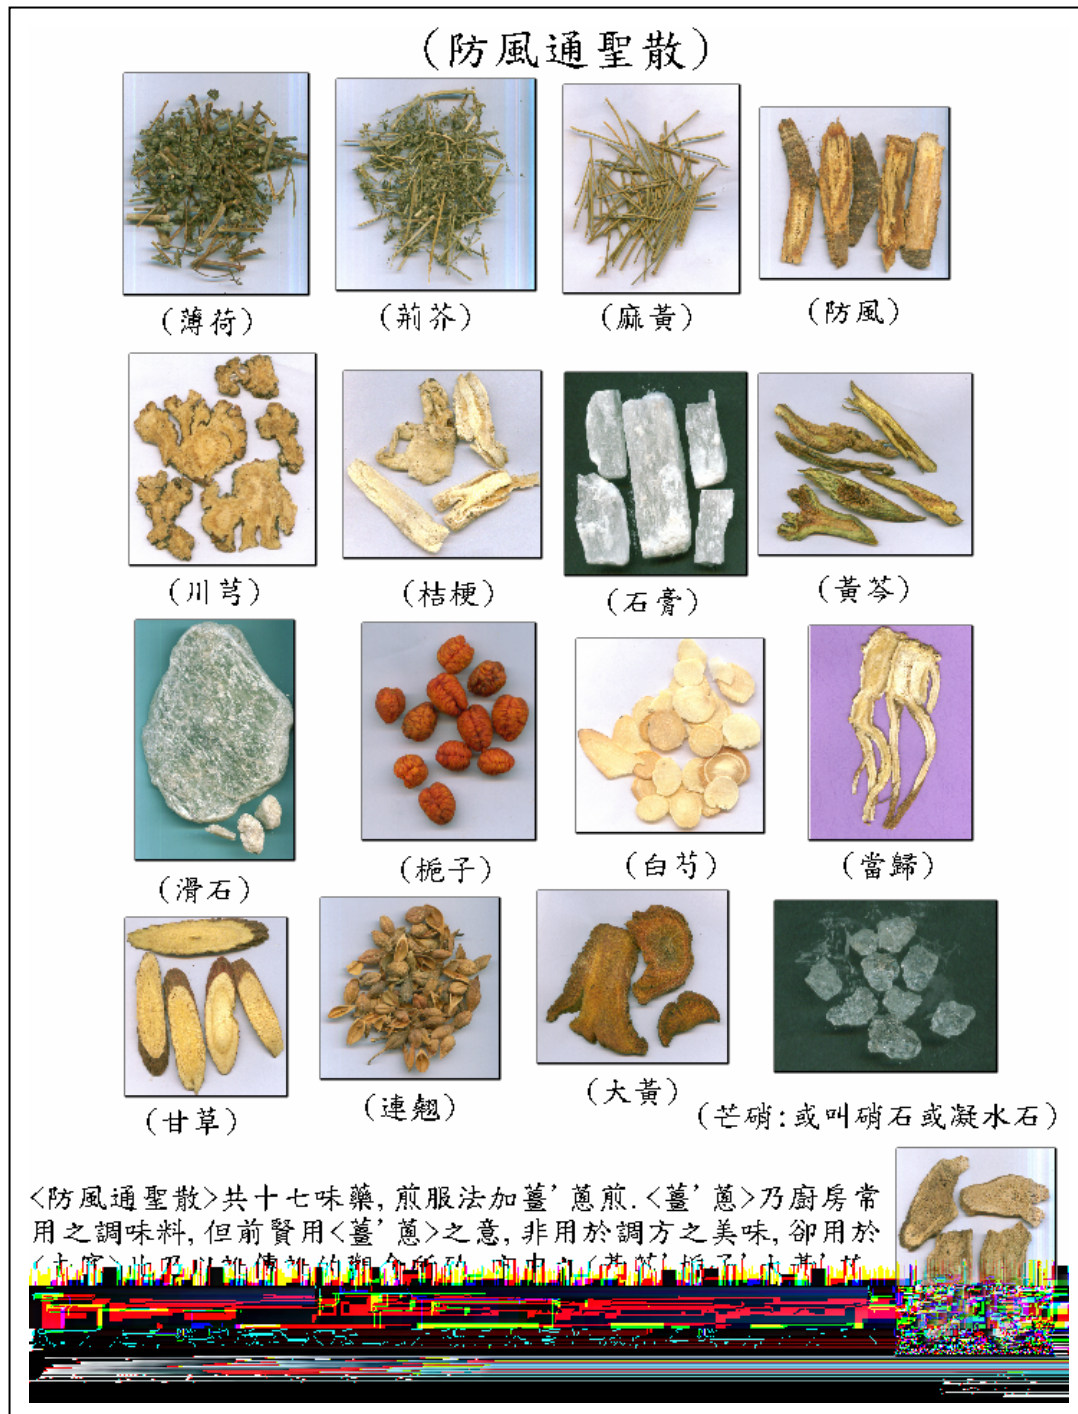 (防風通聖散)
(薄荷) (荊芥) (麻黃) (防風)
(川芎) (桔梗) (石膏) (黃芩)
(滑石) (栀子) (白芍) (當歸)
(甘草) (連翹) (大黃) (芒硝:或叫硝石或凝水石)
<防風通聖散>共十七味藥,煎服法加薑’蔥煎.<薑’蔥>乃廚房常
用之調味料,但前賢用<薑’蔥>之意,非用於調方之美味,卻用於